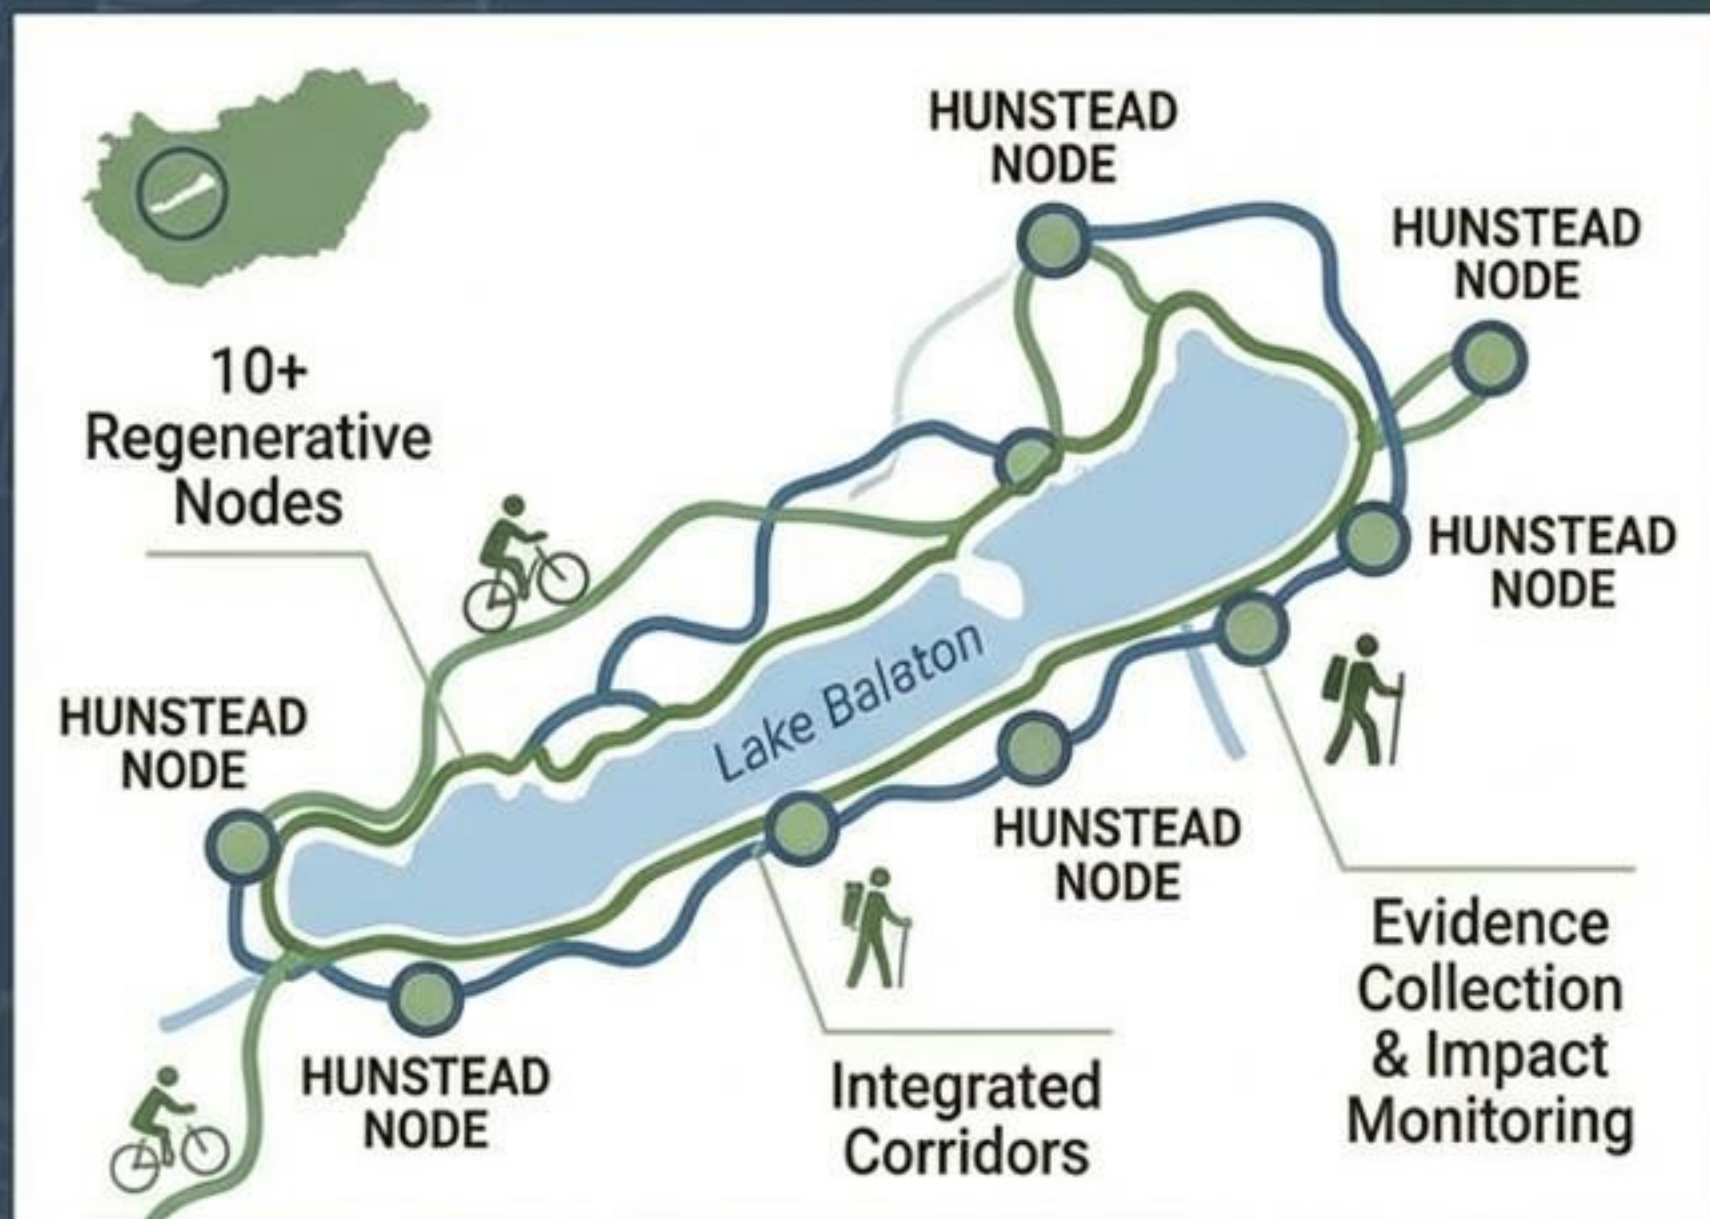 HUNSTEAD
NODE
HUNSTEAD
NODE
10+
Regenerative
Nodes
HUNSTEAD
NODE
Lake Balaton
HUNSTEAD
NODE
HUNSTEAD
NODE
Evidence
Collection
& Impact
Monitoring
HUNSTEAD
NODE
Integrated
Corridors